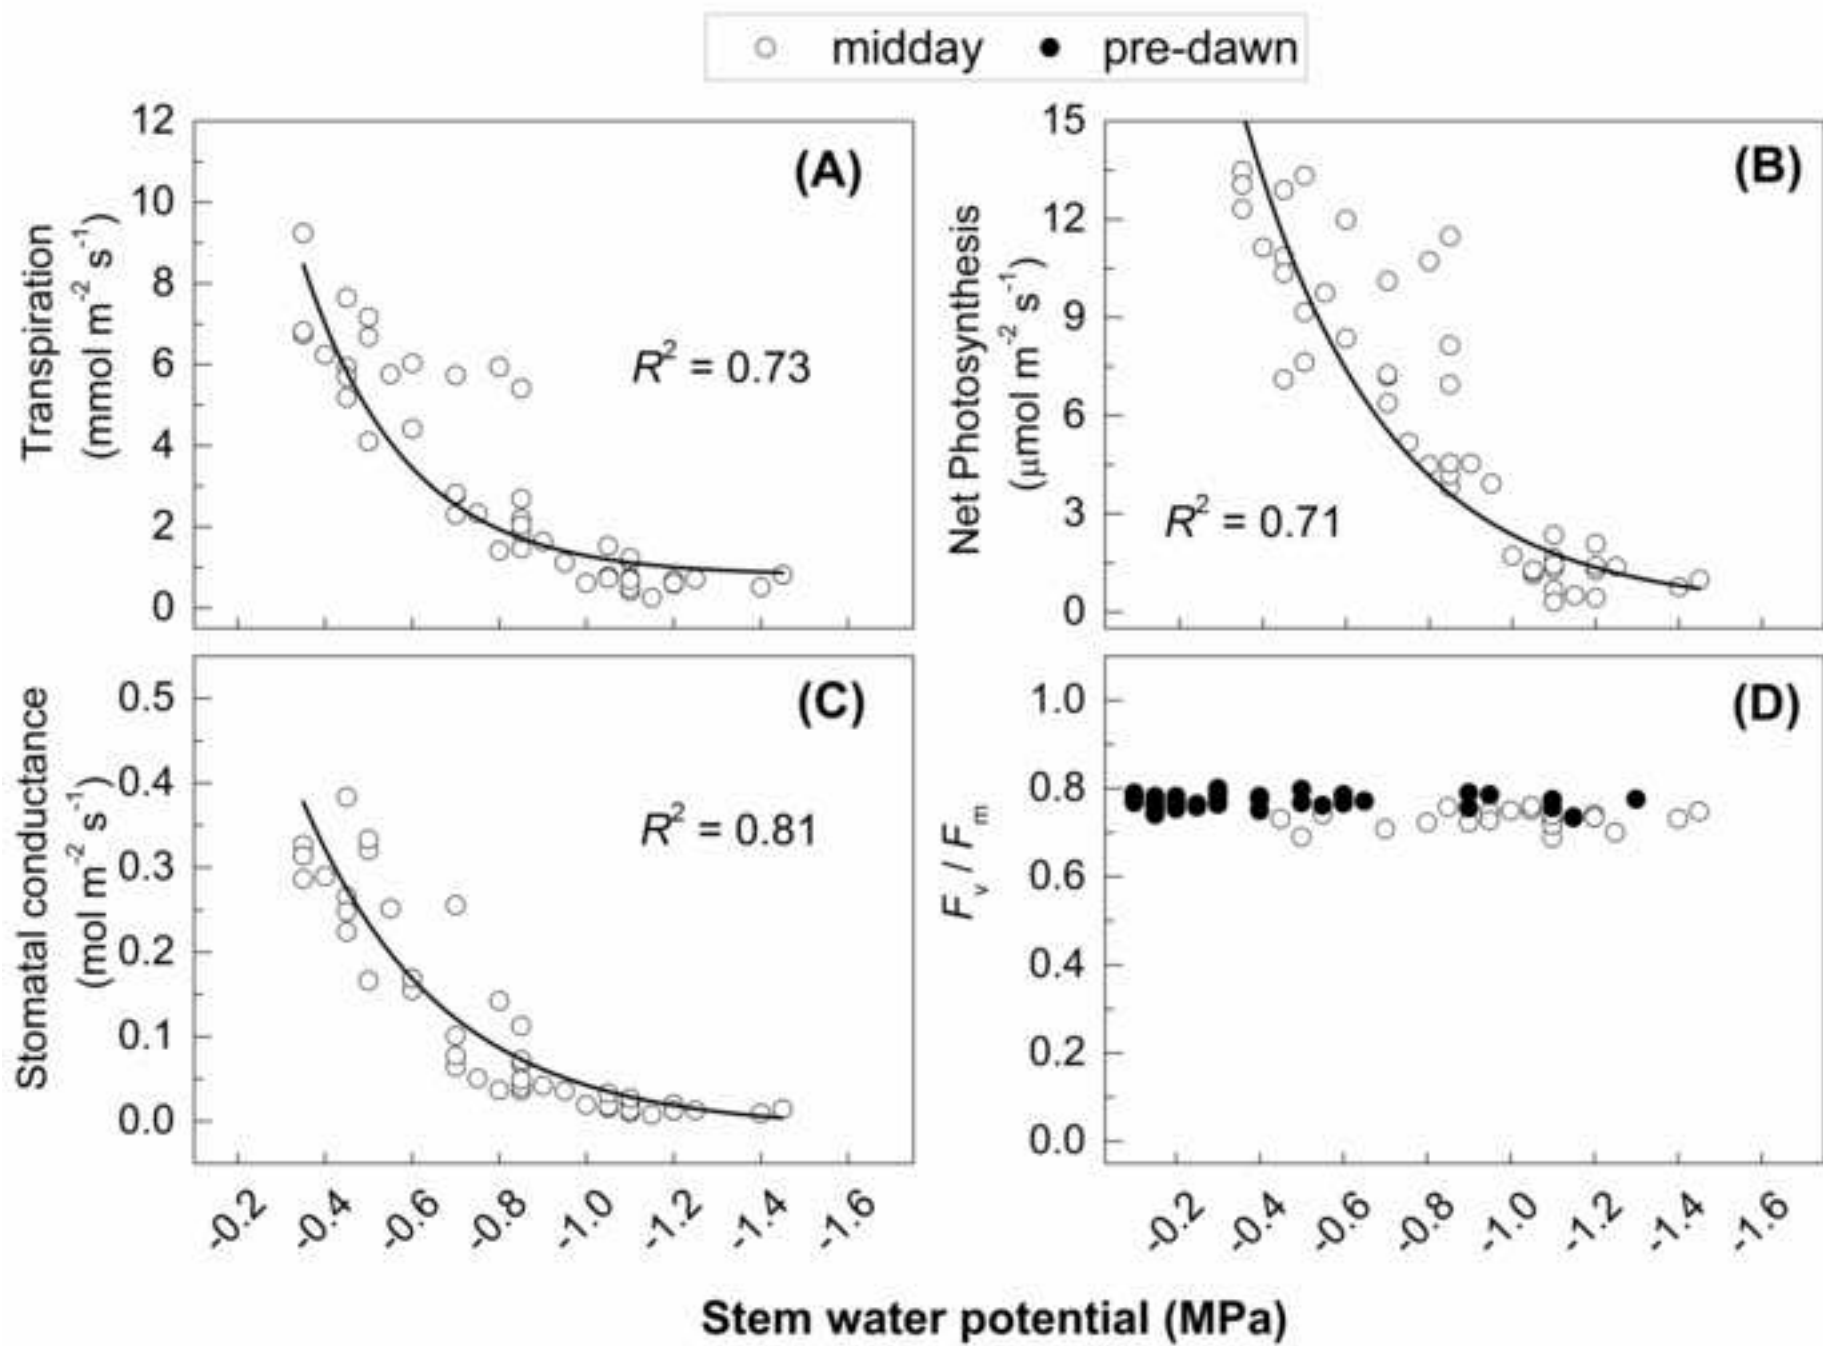 midday pre-dawn
(A)
Transpiration
(mmol m⁻² s⁻¹)
12
10
8
6
4
2
0
R² = 0.73
(B)
Net Photosynthesis
(μmol m⁻² s⁻¹)
15
12
9
6
3
0
R² = 0.71
(C)
Stomatal conductance
(mol m⁻² s⁻¹)
0.5
0.4
0.3
0.2
0.1
0.0
R² = 0.81
-0.2 -0.4 -0.6 -0.8 -1.0 -1.2 -1.4 -1.6
(D)
Fv / Fm
1.0
0.8
0.6
0.4
0.2
0.0
-0.2 -0.4 -0.6 -0.8 -1.0 -1.2 -1.4 -1.6
Stem water potential (MPa)